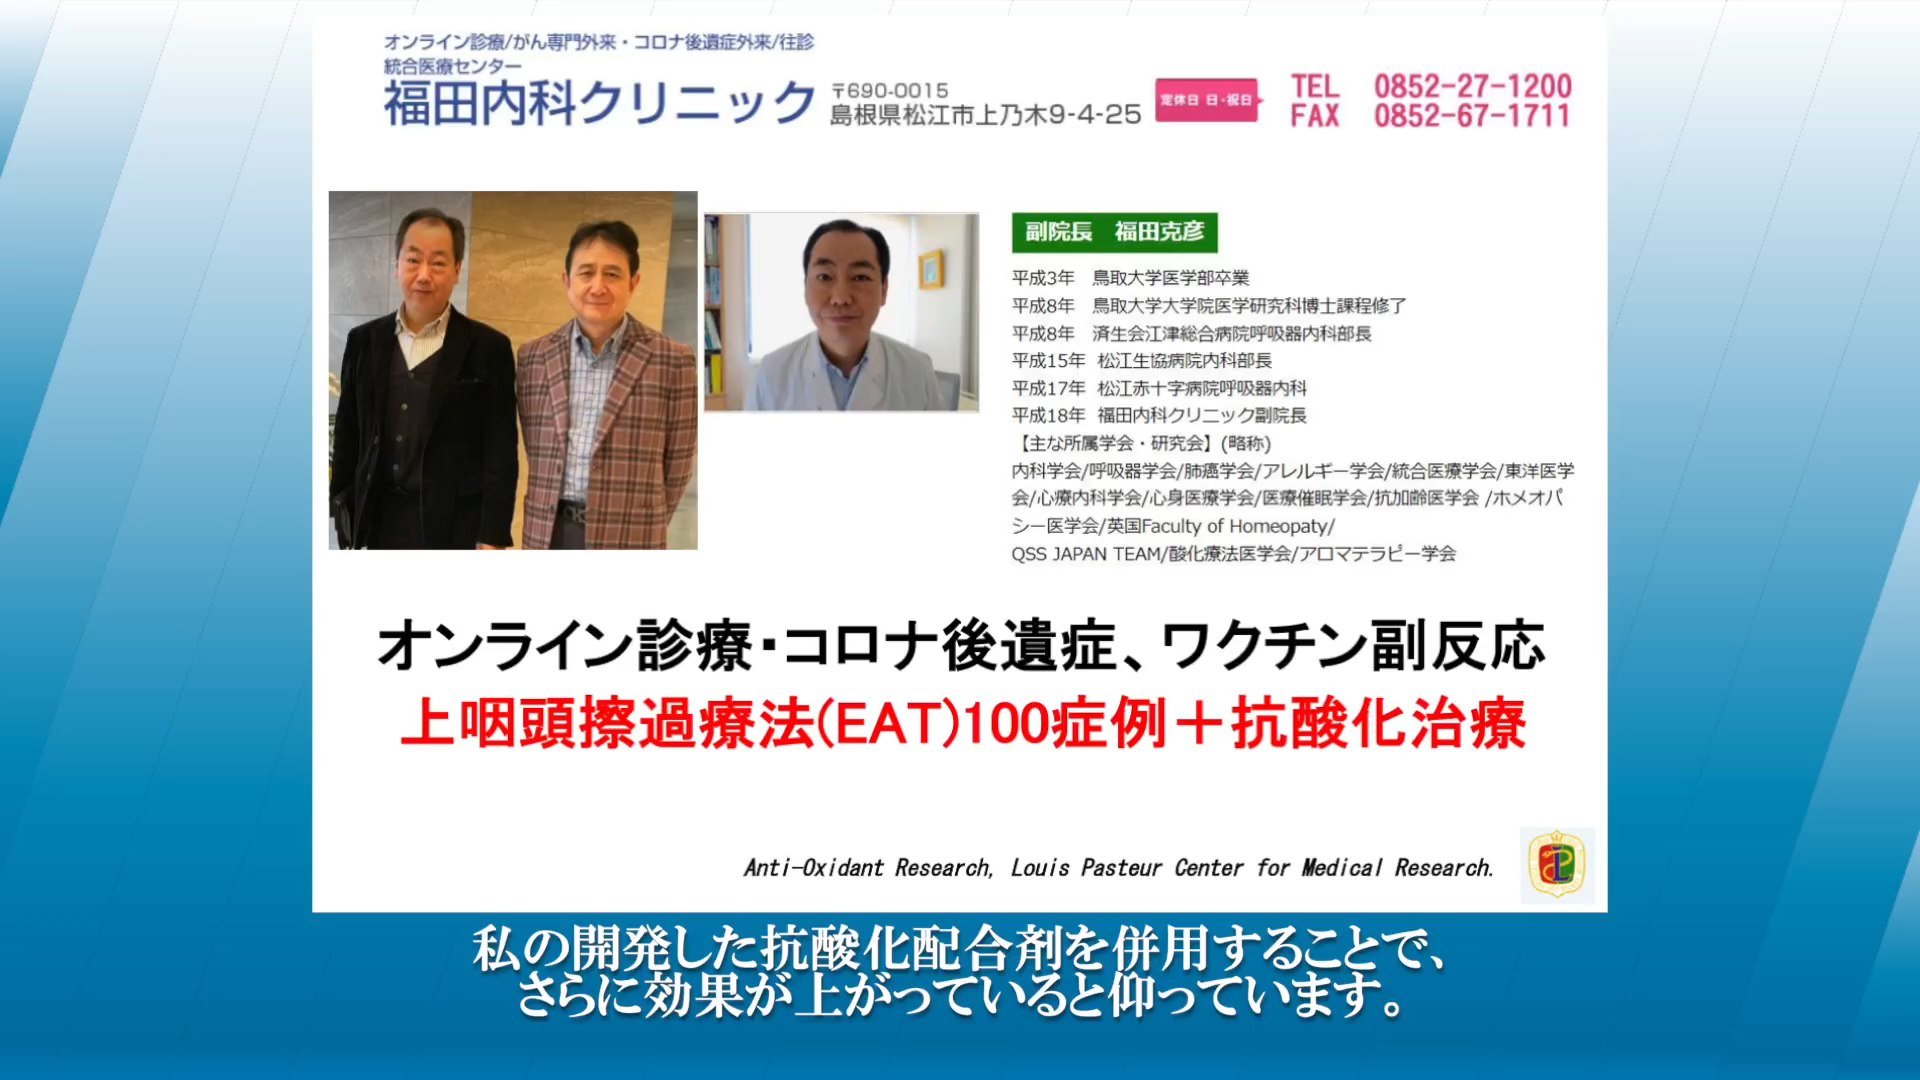 オンライン診療/がん専門外来・コロナ後遺症外来/往診
統合医療センター
福田内科クリニック
〒690-0015
島根県松江市上乃木9-4-25
定休日 日・祝日
TEL 0852-27-1200
FAX 0852-67-1711
副院長 福田克彦
平成3年 鳥取大学医学部卒業
平成8年 鳥取大学大学院医学研究科博士課程修了
平成8年 済生会江津総合病院呼吸器内科部長
平成15年 松江生協病院内科部長
平成17年 松江赤十字病院呼吸器内科
平成18年 福田内科クリニック副院長
【主な所属学会・研究会】(略称)
内科学会/呼吸器学会/肺癌学会/アレルギー学会/統合医療学会/東洋医学
会/心療内科学会/心身医療学会/医療催眠学会/抗加齢医学会 /ホメオパ
シー医学会/英国Faculty of Homeopaty/
QSS JAPAN TEAM/酸化療法医学会/アロマテラピー学会
オンライン診療・コロナ後遺症、ワクチン副反応
上咽頭擦過療法(EAT)100症例＋抗酸化治療
Anti-Oxidant Research, Louis Pasteur Center for Medical Research.
私の開発した抗酸化配合剤を併用することで、
さらに効果が上がっていると仰っています。